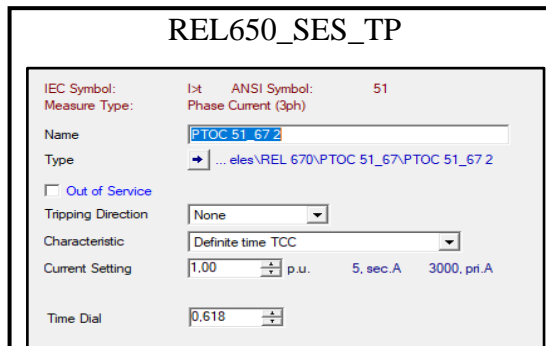 REL650_SES_TP
IEC Symbol: I>t ANSI Symbol: 51
Measure Type: Phase Current (3ph)
Name PTOC 51_67 2
Type ... eles\REL 670\PTOC 51_67\PTOC 51_67 2
Out of Service
Tripping Direction None
Characteristic Definite time TCC
Current Setting 1,00 p.u. 5, sec.A 3000, pri.A
Time Dial 0,618